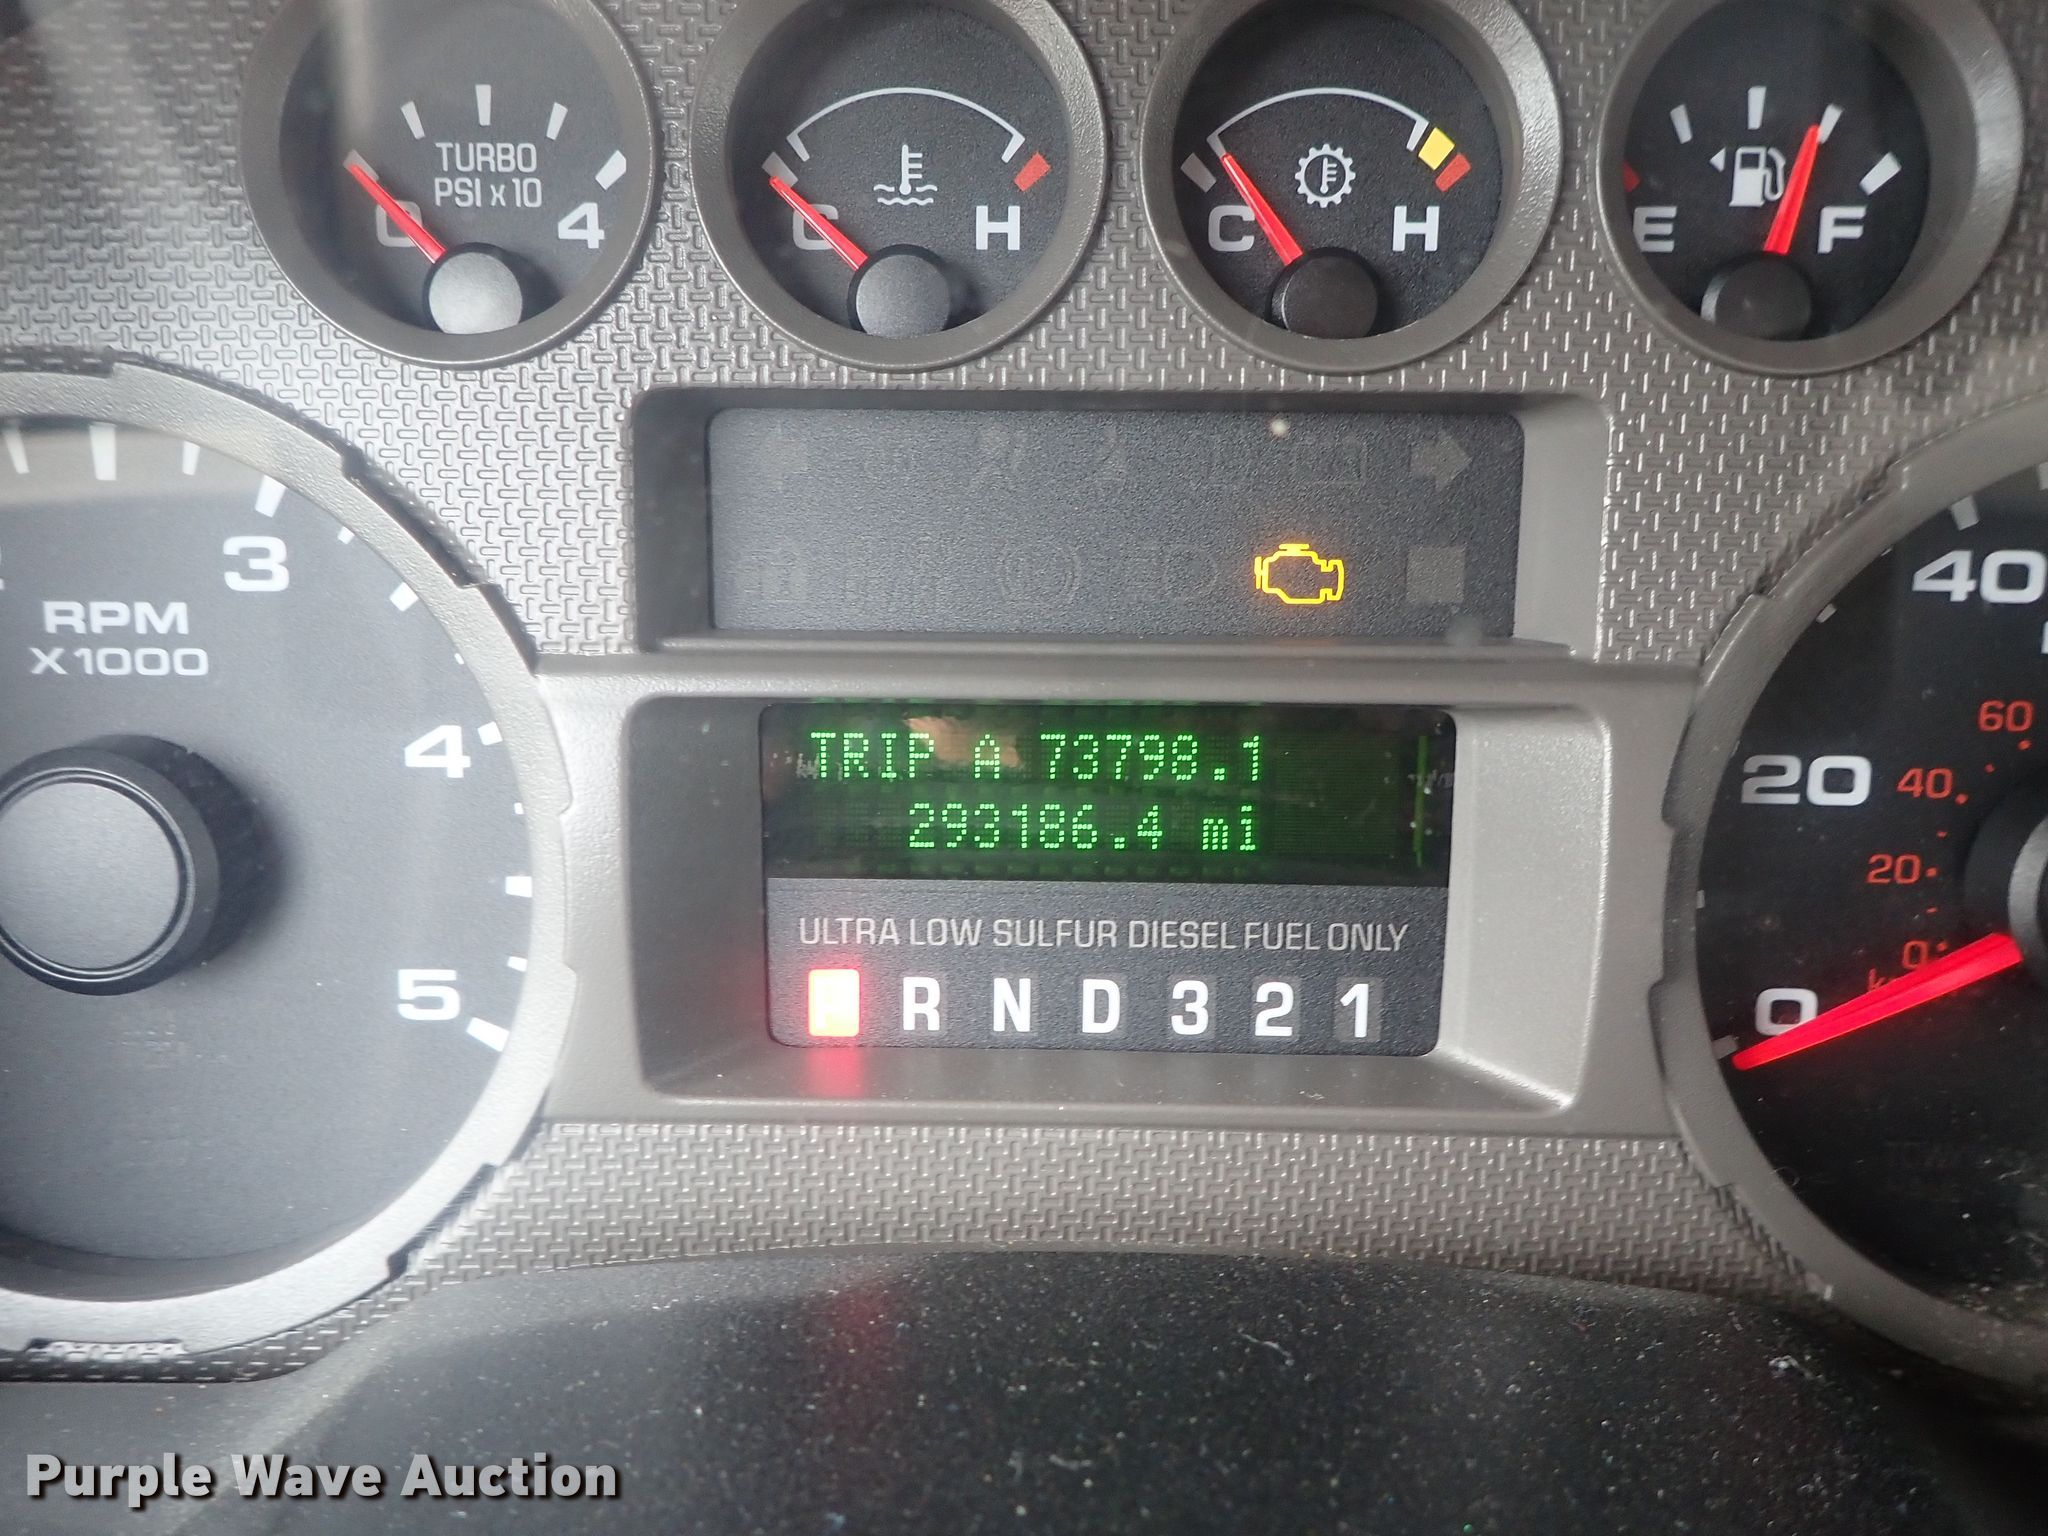 TURBO
PSI x 10
0 4
C H
C H
E F
3
RPM
X1000
4
5
40
60
20
40
20
0
0
TRIP A 73798.1
293186.4 mi
ULTRA LOW SULFUR DIESEL FUEL ONLY
P R N D 3 2 1
Purple Wave Auction